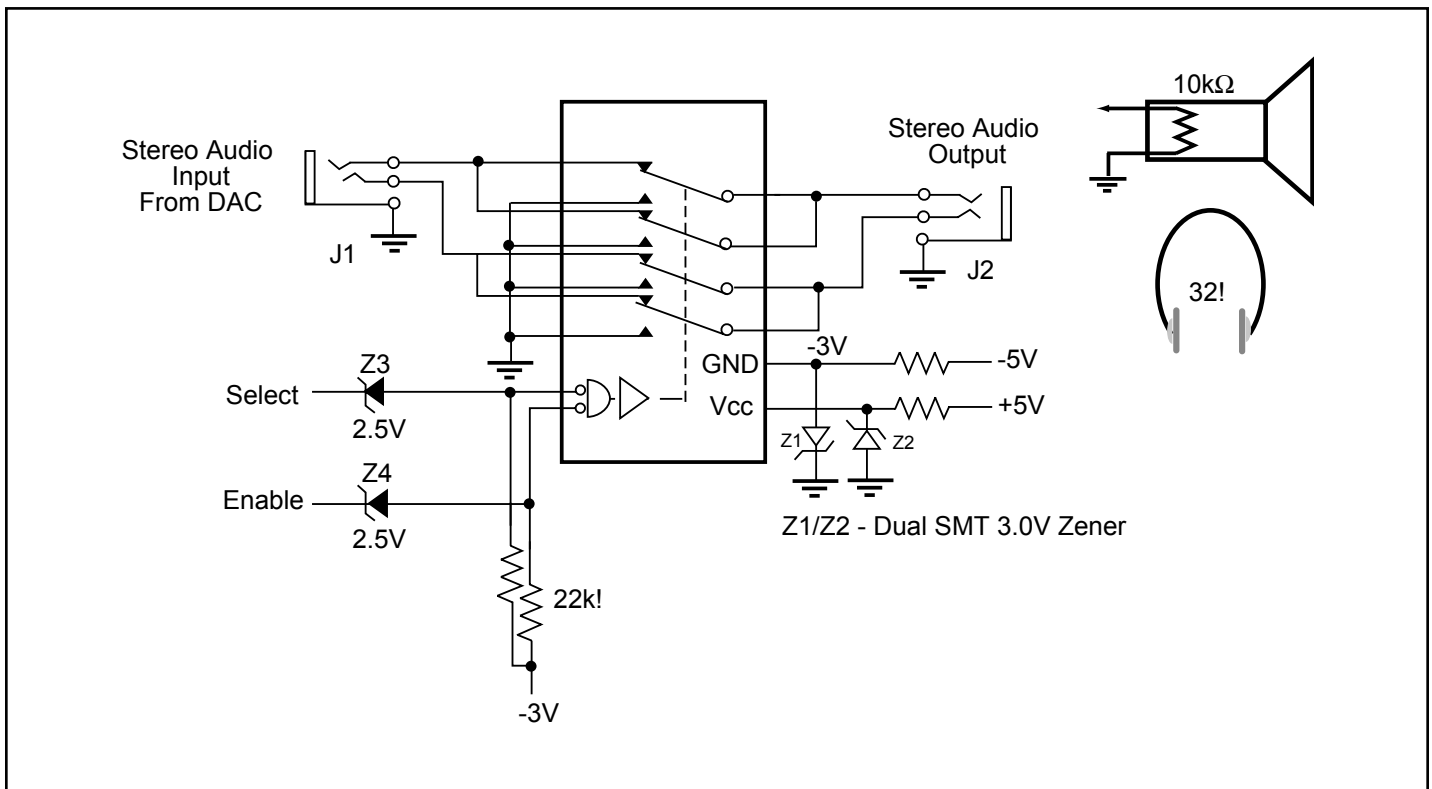 10kΩ
Stereo Audio
Input
From DAC
J1
Stereo Audio
Output
J2
32!
-3V
GND
-5V
Vcc
+5V
Z1
Z2
Select
Z3
2.5V
Enable
Z4
2.5V
Z1/Z2 - Dual SMT 3.0V Zener
22k!
-3V